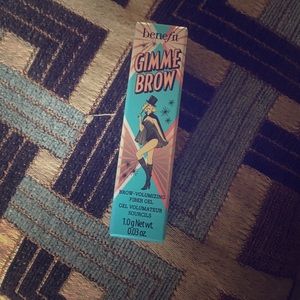 benefit
GIMME
BROW
BROW-VOLUMIZING
FIBER GEL
GEL VOLUMATEUR
SOURCILS
1.0 g Net wt.
0.03 oz.